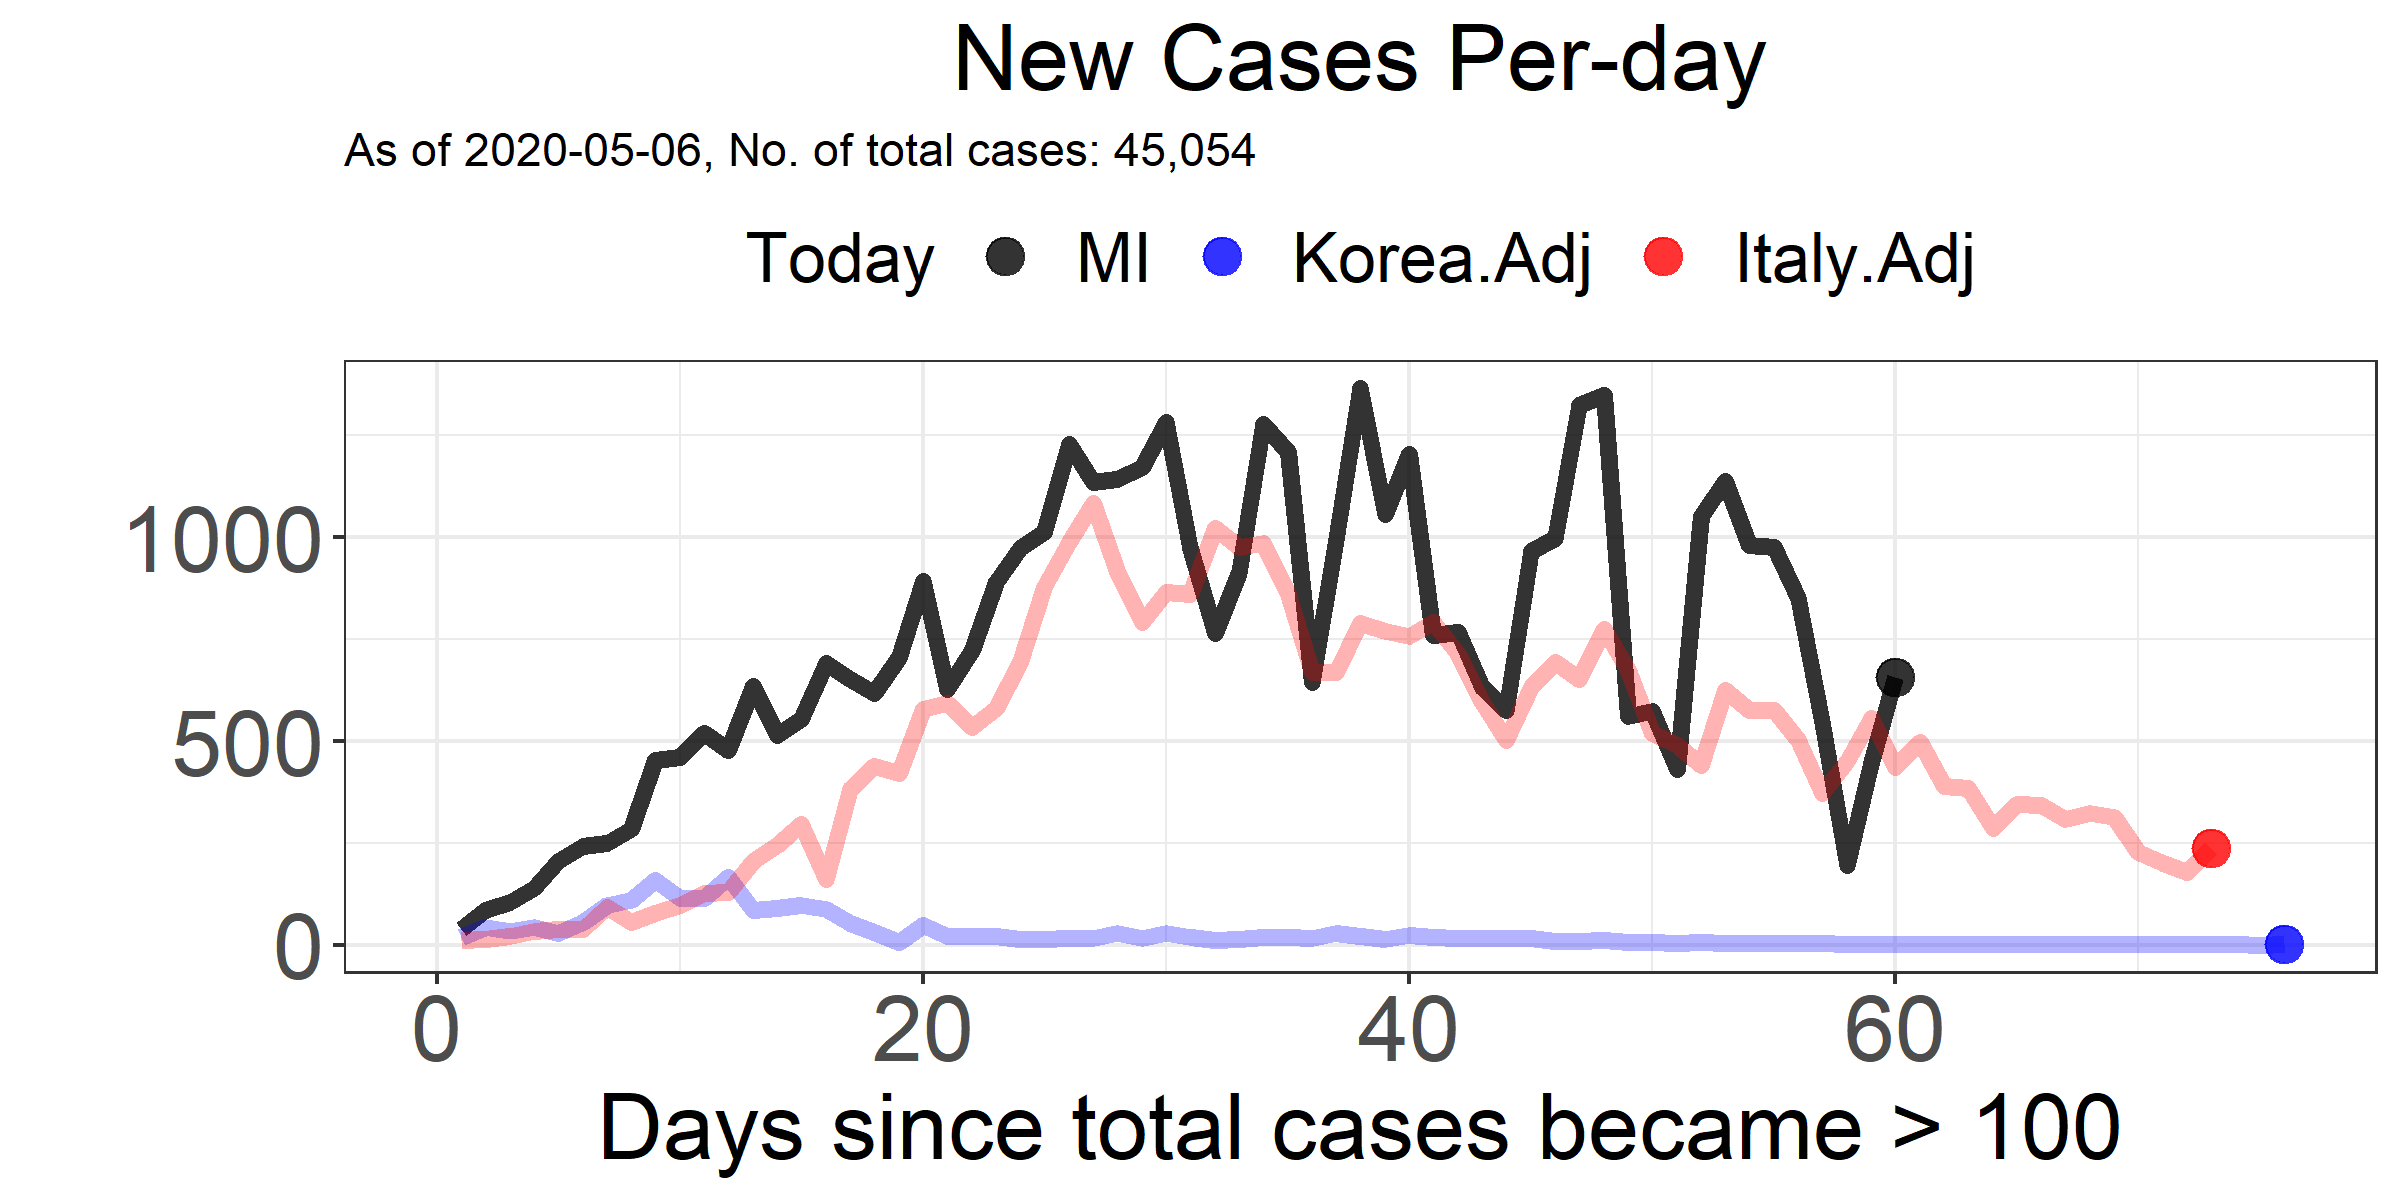 New Cases Per-day
As of 2020-05-06, No. of total cases: 45,054
Today MI Korea.Adj Italy.Adj
1000
500
0
0 20 40 60
Days since total cases became > 100